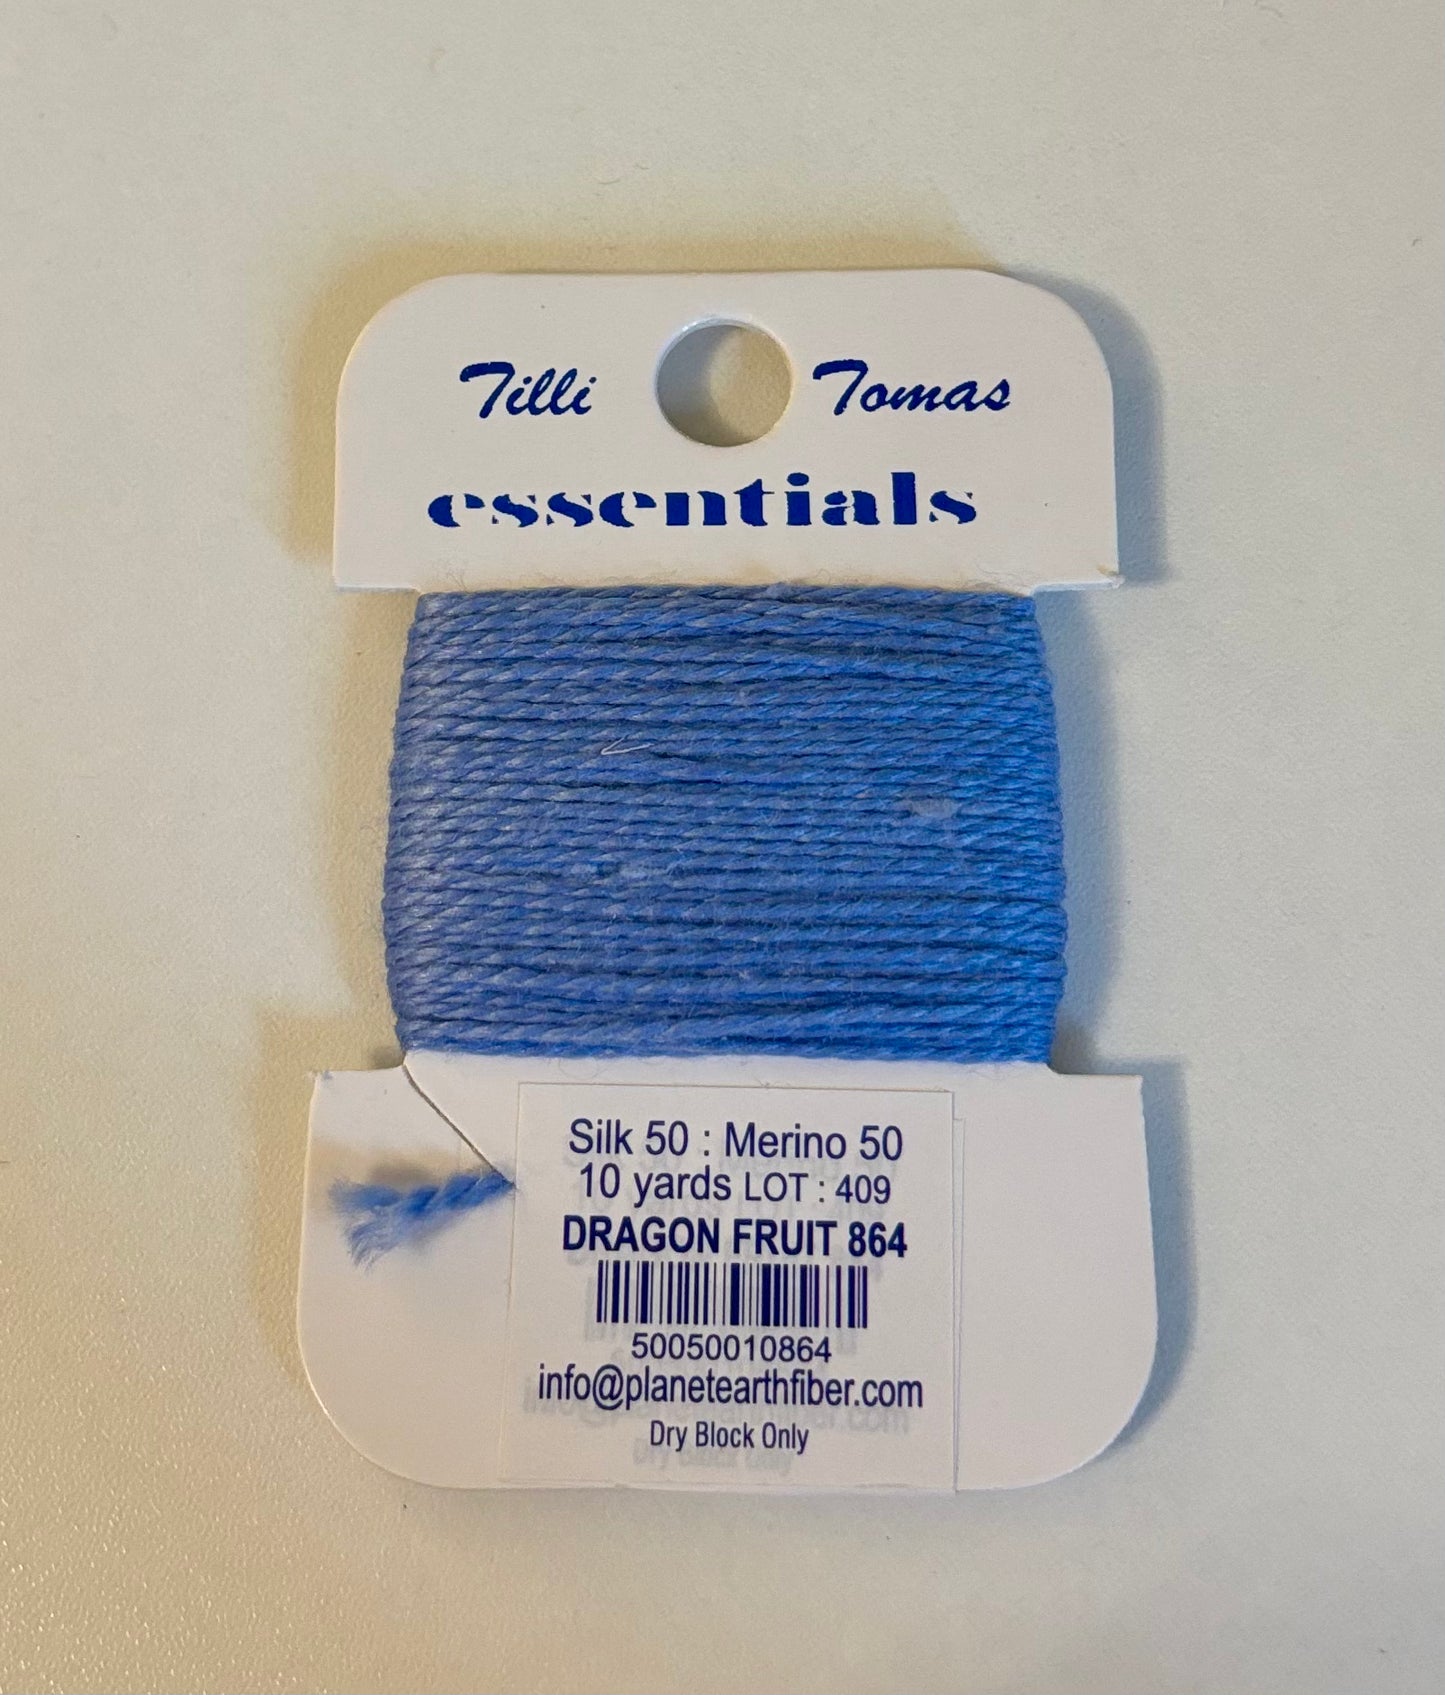 Tilli Tomas
essentials
Silk 50 : Merino 50
10 yards LOT : 409
DRAGON FRUIT 864
50050010864
info@planetearthfiber.com
Dry Block Only